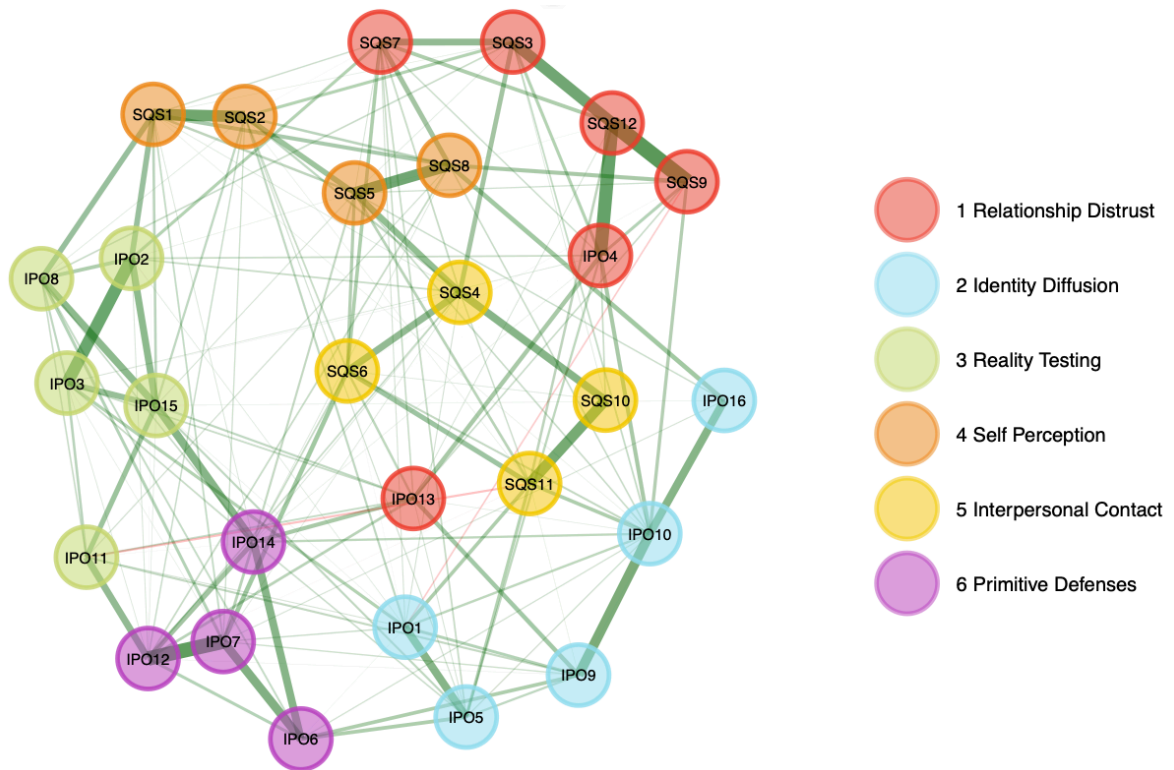 SQS7
SQS3
SQS1
SQS2
SQS12
SQS8
SQS9
SQS5
IPO2
IPO4
IPO8
SQS4
SQS6
IPO3
IPO15
SQS10
IPO16
SQS11
IPO13
IPO14
IPO10
IPO11
IPO1
IPO7
IPO12
IPO9
IPO5
IPO6
1 Relationship Distrust
2 Identity Diffusion
3 Reality Testing
4 Self Perception
5 Interpersonal Contact
6 Primitive Defenses